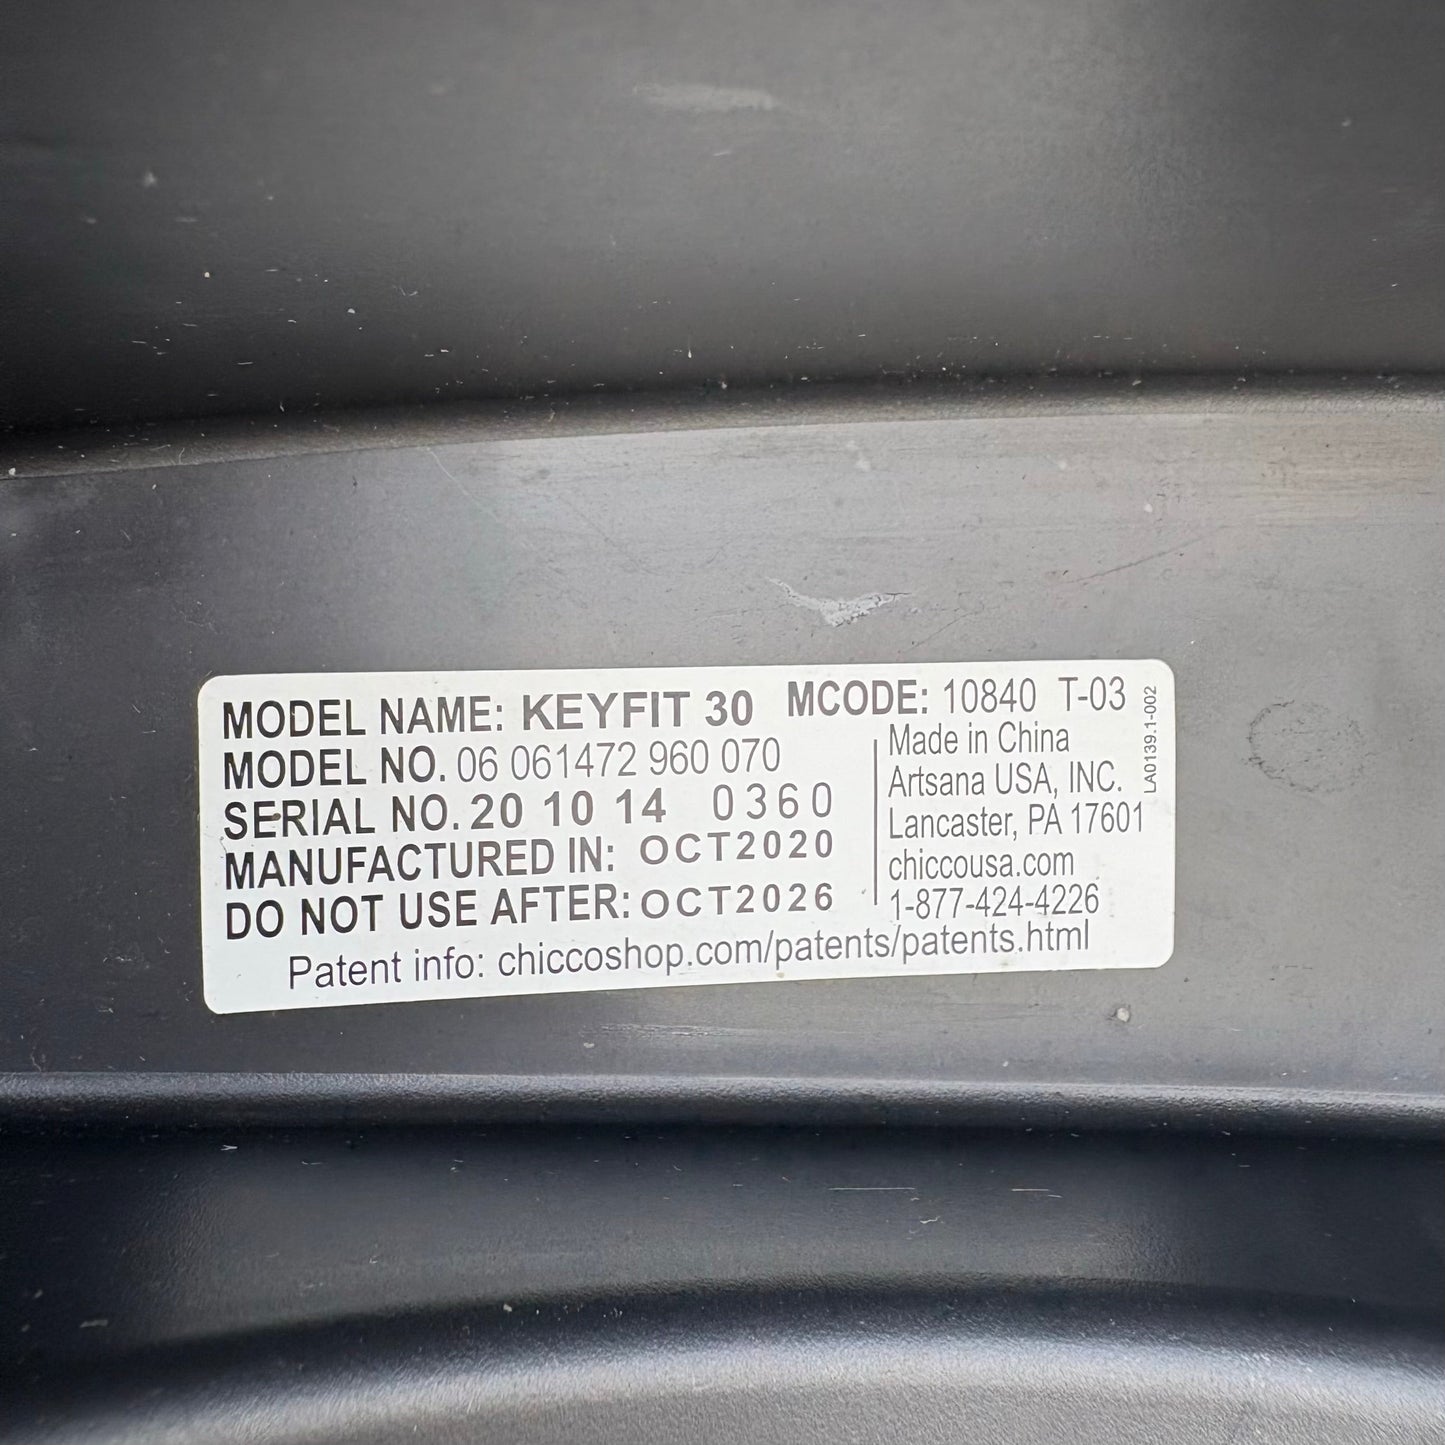 MODEL NAME: KEYFIT 30 MCODE: 10840 T-03
MODEL NO. 06 061472 960 070
SERIAL NO. 20 10 14 0360
MANUFACTURED IN: OCT2020
DO NOT USE AFTER: OCT2026
Made in China
Artsana USA, INC.
Lancaster, PA 17601
chiccousa.com
1-877-424-4226
LA0139.1-002
Patent info: chiccoshop.com/patents/patents.html